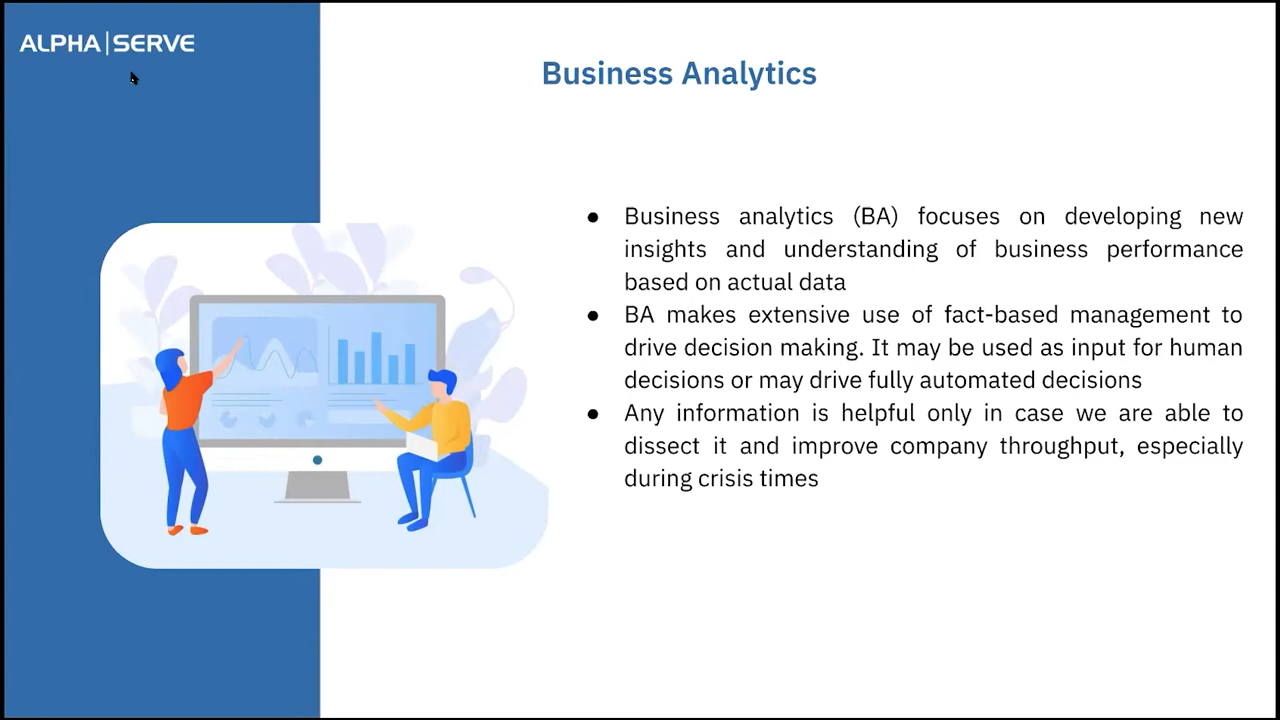 ALPHA|SERVE
Business Analytics
● Business analytics (BA) focuses on developing new
insights and understanding of business performance
based on actual data
● BA makes extensive use of fact-based management to
drive decision making. It may be used as input for human
decisions or may drive fully automated decisions
● Any information is helpful only in case we are able to
dissect it and improve company throughput, especially
during crisis times